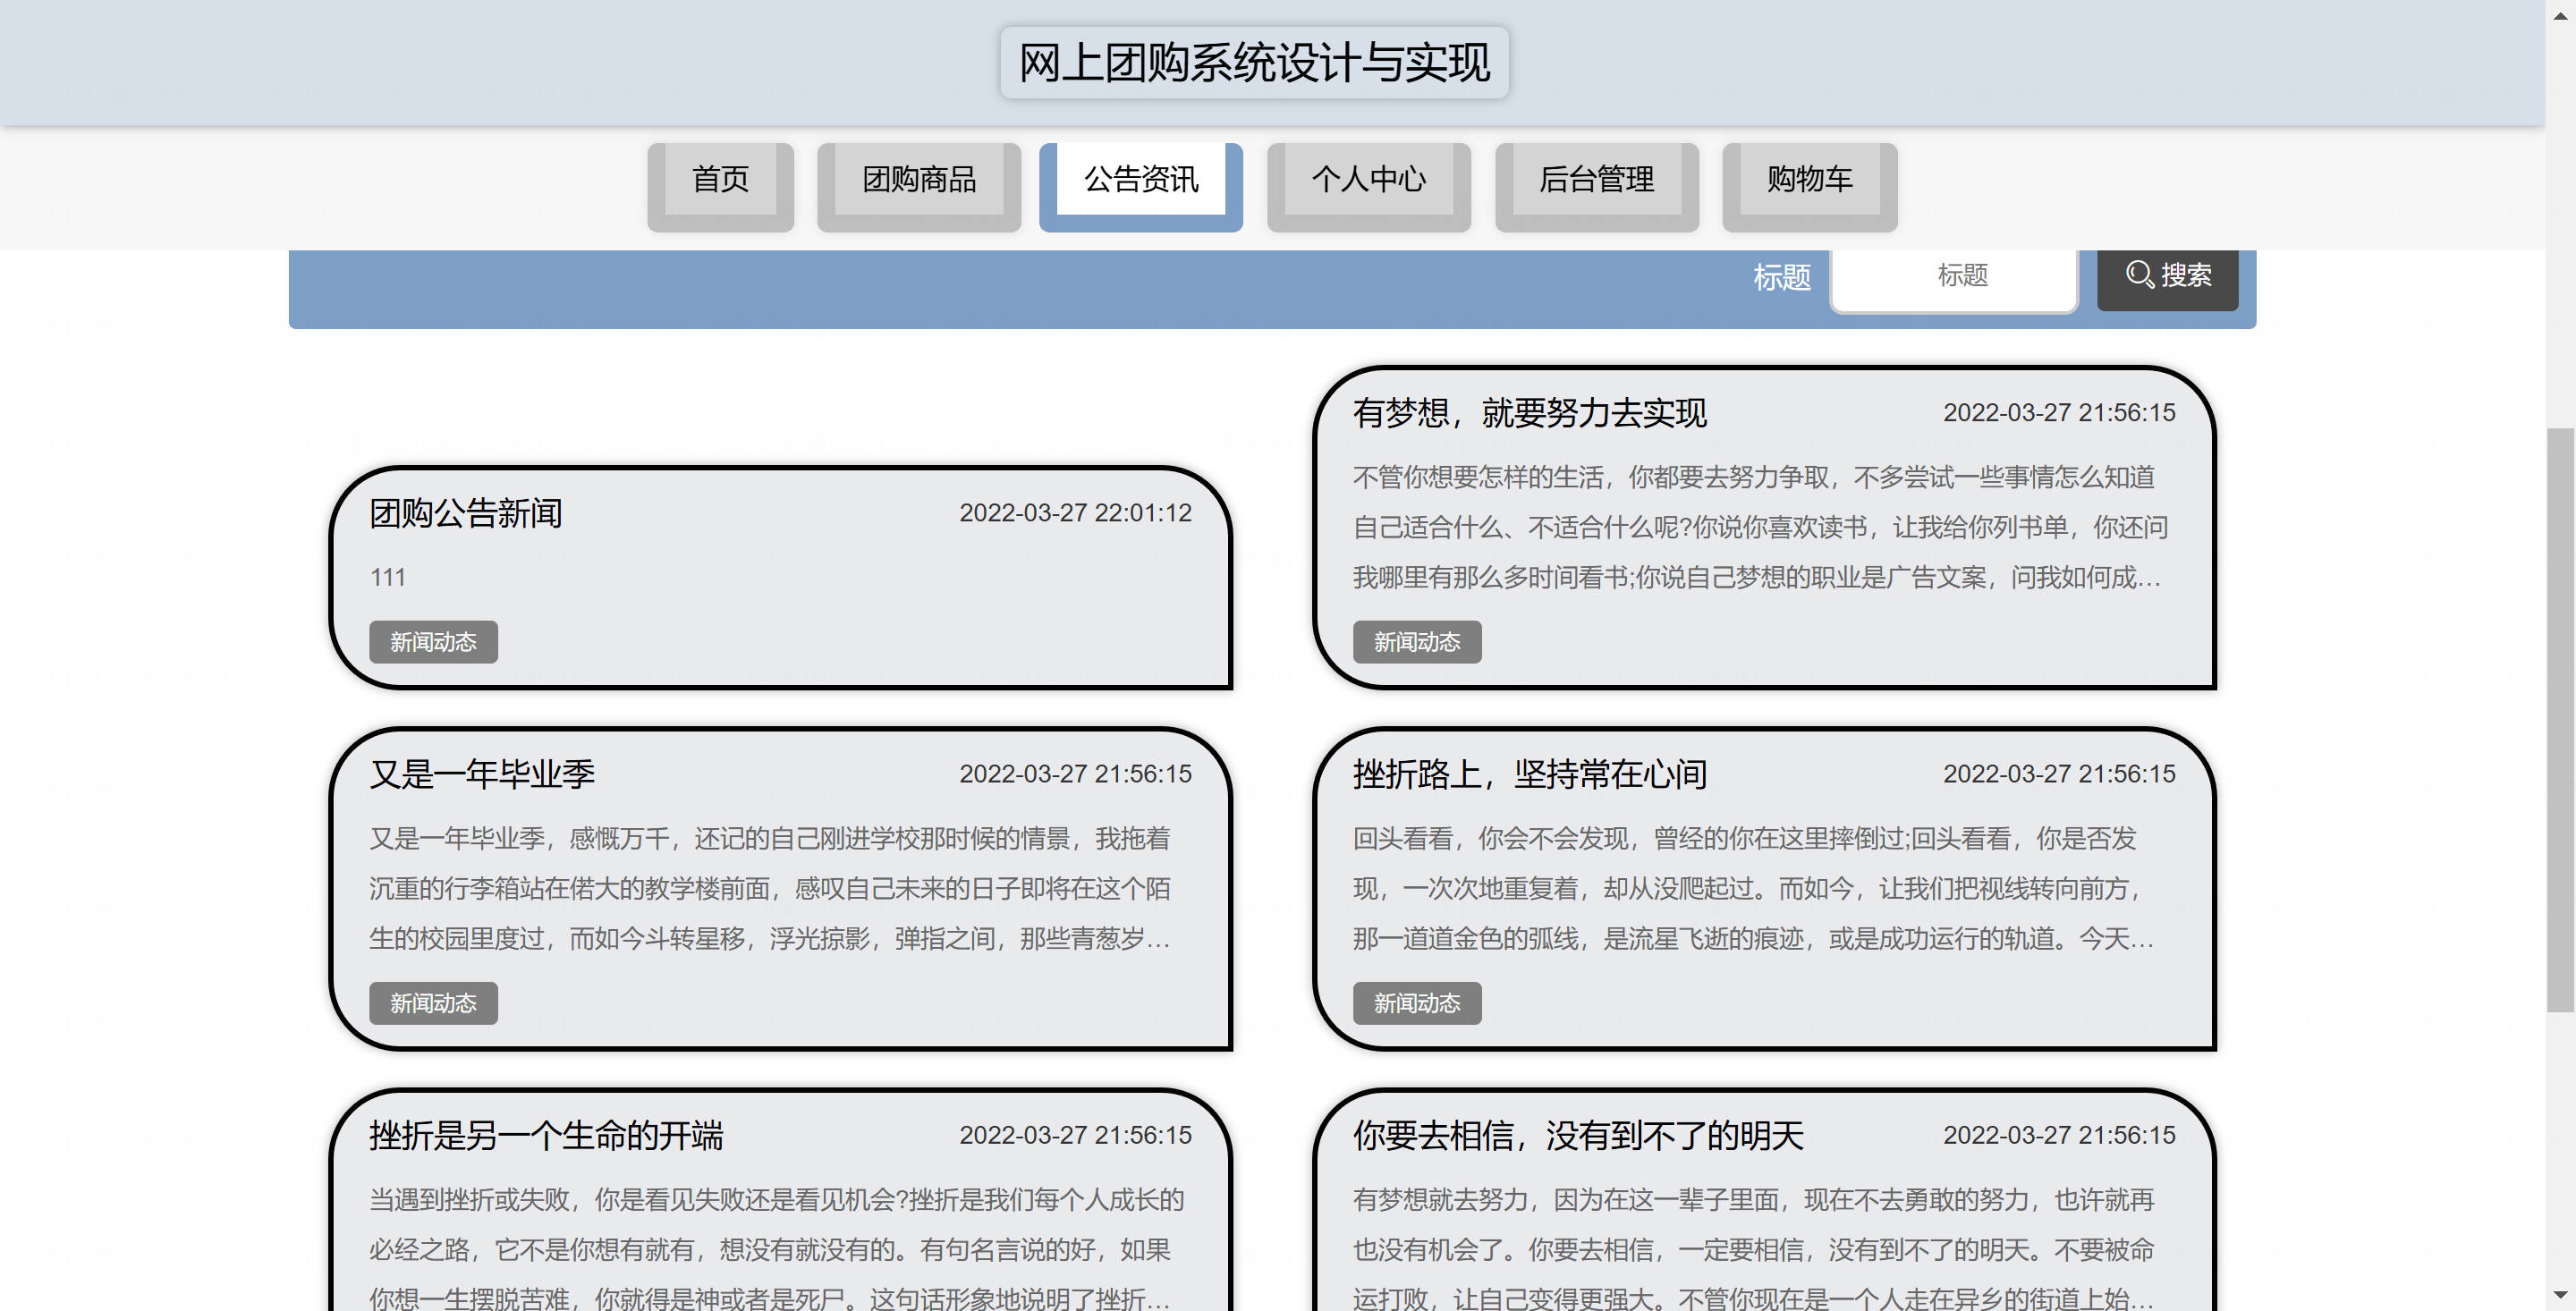 网上团购系统设计与实现
首页 团购商品 公告资讯 个人中心 后台管理 购物车
标题 标题 搜索
团购公告新闻 2022-03-27 22:01:12
111
新闻动态
有梦想，就要努力去实现 2022-03-27 21:56:15
不管你想要怎样的生活，你都要去努力争取，不多尝试一些事情怎么知道
自己适合什么、不适合什么呢?你说你喜欢读书，让我给你列书单，你还问
我哪里有那么多时间看书;你说自己梦想的职业是广告文案，问我如何成…
新闻动态
又是一年毕业季 2022-03-27 21:56:15
又是一年毕业季，感慨万千，还记的自己刚进学校那时候的情景，我拖着
沉重的行李箱站在偌大的教学楼前面，感叹自己未来的日子即将在这个陌
生的校园里度过，而如今斗转星移，浮光掠影，弹指之间，那些青葱岁…
新闻动态
挫折路上，坚持常在心间 2022-03-27 21:56:15
回头看看，你会不会发现，曾经的你在这里摔倒过;回头看看，你是否发
现，一次次地重复着，却从没爬起过。而如今，让我们把视线转向前方，
那一道道金色的弧线，是流星飞逝的痕迹，或是成功运行的轨道。今天…
新闻动态
挫折是另一个生命的开端 2022-03-27 21:56:15
当遇到挫折或失败，你是看见失败还是看见机会?挫折是我们每个人成长的
必经之路，它不是你想有就有，想没有就没有的。有句名言说的好，如果
你想一生摆脱苦难，你就得是神或者是死尸。这句话形象地说明了挫折…
你要去相信，没有到不了的明天 2022-03-27 21:56:15
有梦想就去努力，因为在这一辈子里面，现在不去勇敢的努力，也许就再
也没有机会了。你要去相信，一定要相信，没有到不了的明天。不要被命
运打败，让自己变得更强大。不管你现在是一个人走在异乡的街道上始…